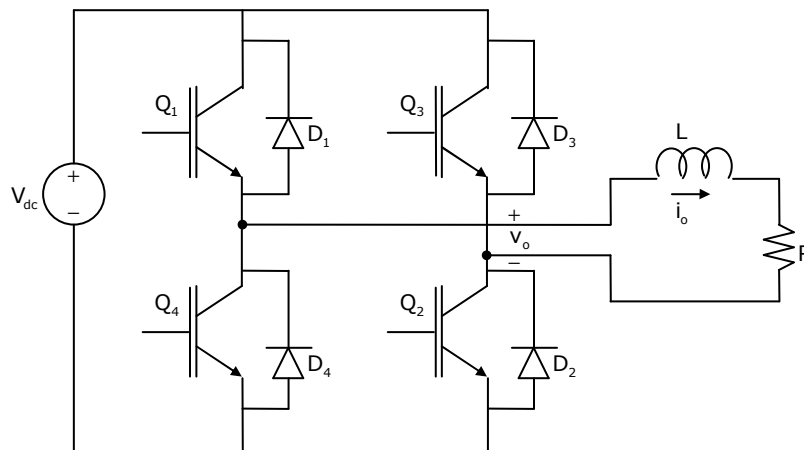 Q1
D1
Q3
D3
L
Vdc
+
−
+
io
vo
−
R
Q4
D4
Q2
D2